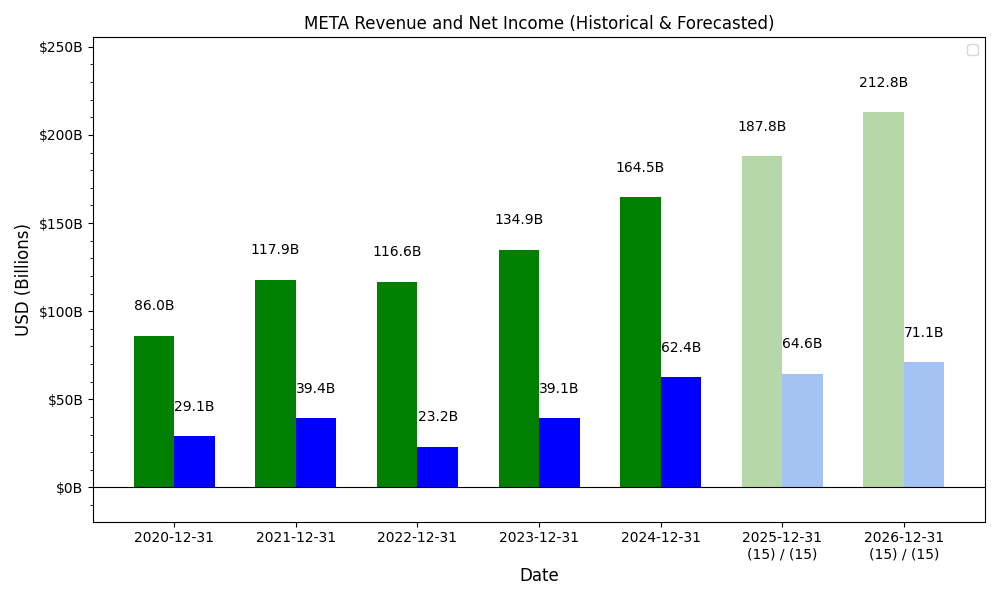 META Revenue and Net Income (Historical & Forecasted)
USD (Billions)
$250B
$200B
$150B
$100B
$50B
$0B
86.0B
29.1B
117.9B
39.4B
116.6B
23.2B
134.9B
39.1B
164.5B
62.4B
187.8B
64.6B
212.8B
71.1B
2020-12-31
2021-12-31
2022-12-31
2023-12-31
2024-12-31
2025-12-31
(15) / (15)
2026-12-31
(15) / (15)
Date